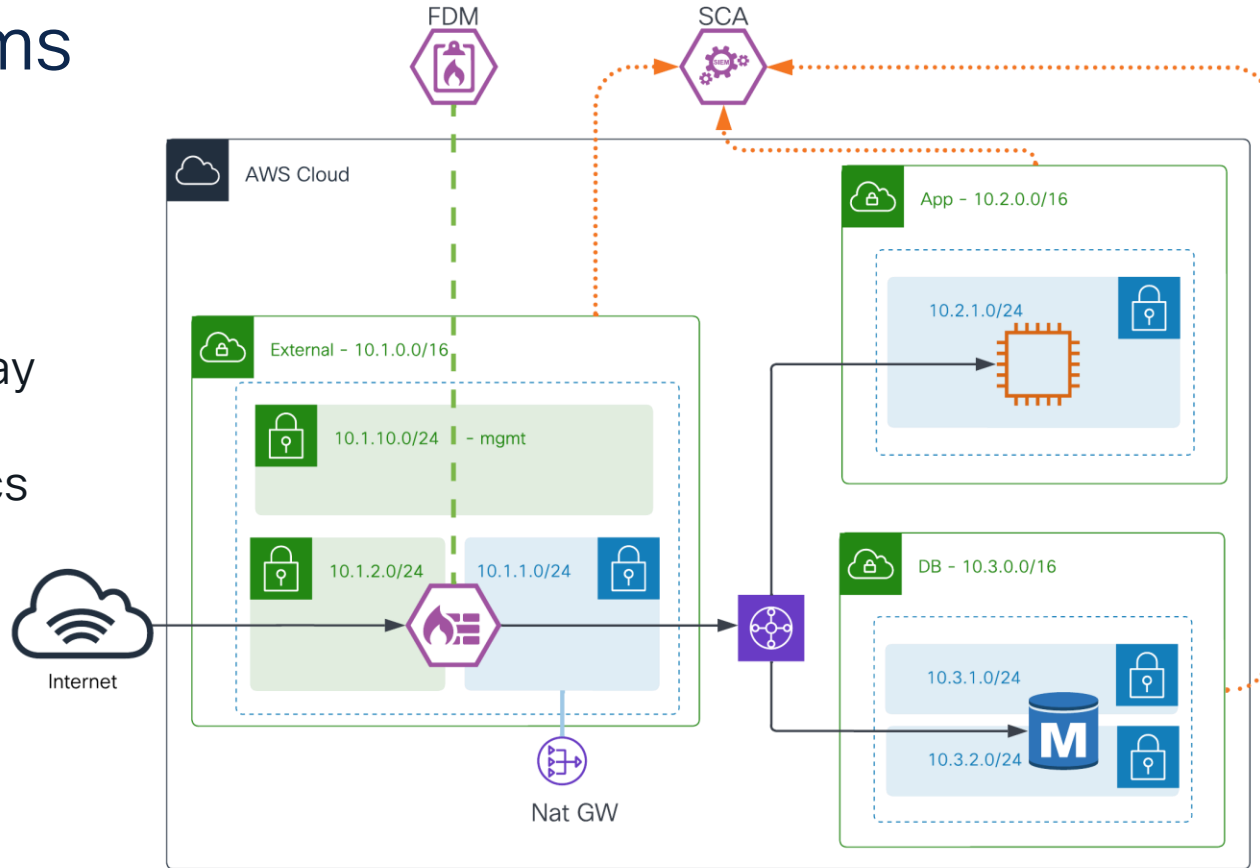 ms
ay
cs
FDM
SCA
SIEM
AWS Cloud
App - 10.2.0.0/16
10.2.1.0/24
External - 10.1.0.0/16
10.1.10.0/24 - mgmt
10.1.2.0/24
10.1.1.0/24
Internet
Nat GW
DB - 10.3.0.0/16
10.3.1.0/24
10.3.2.0/24
M